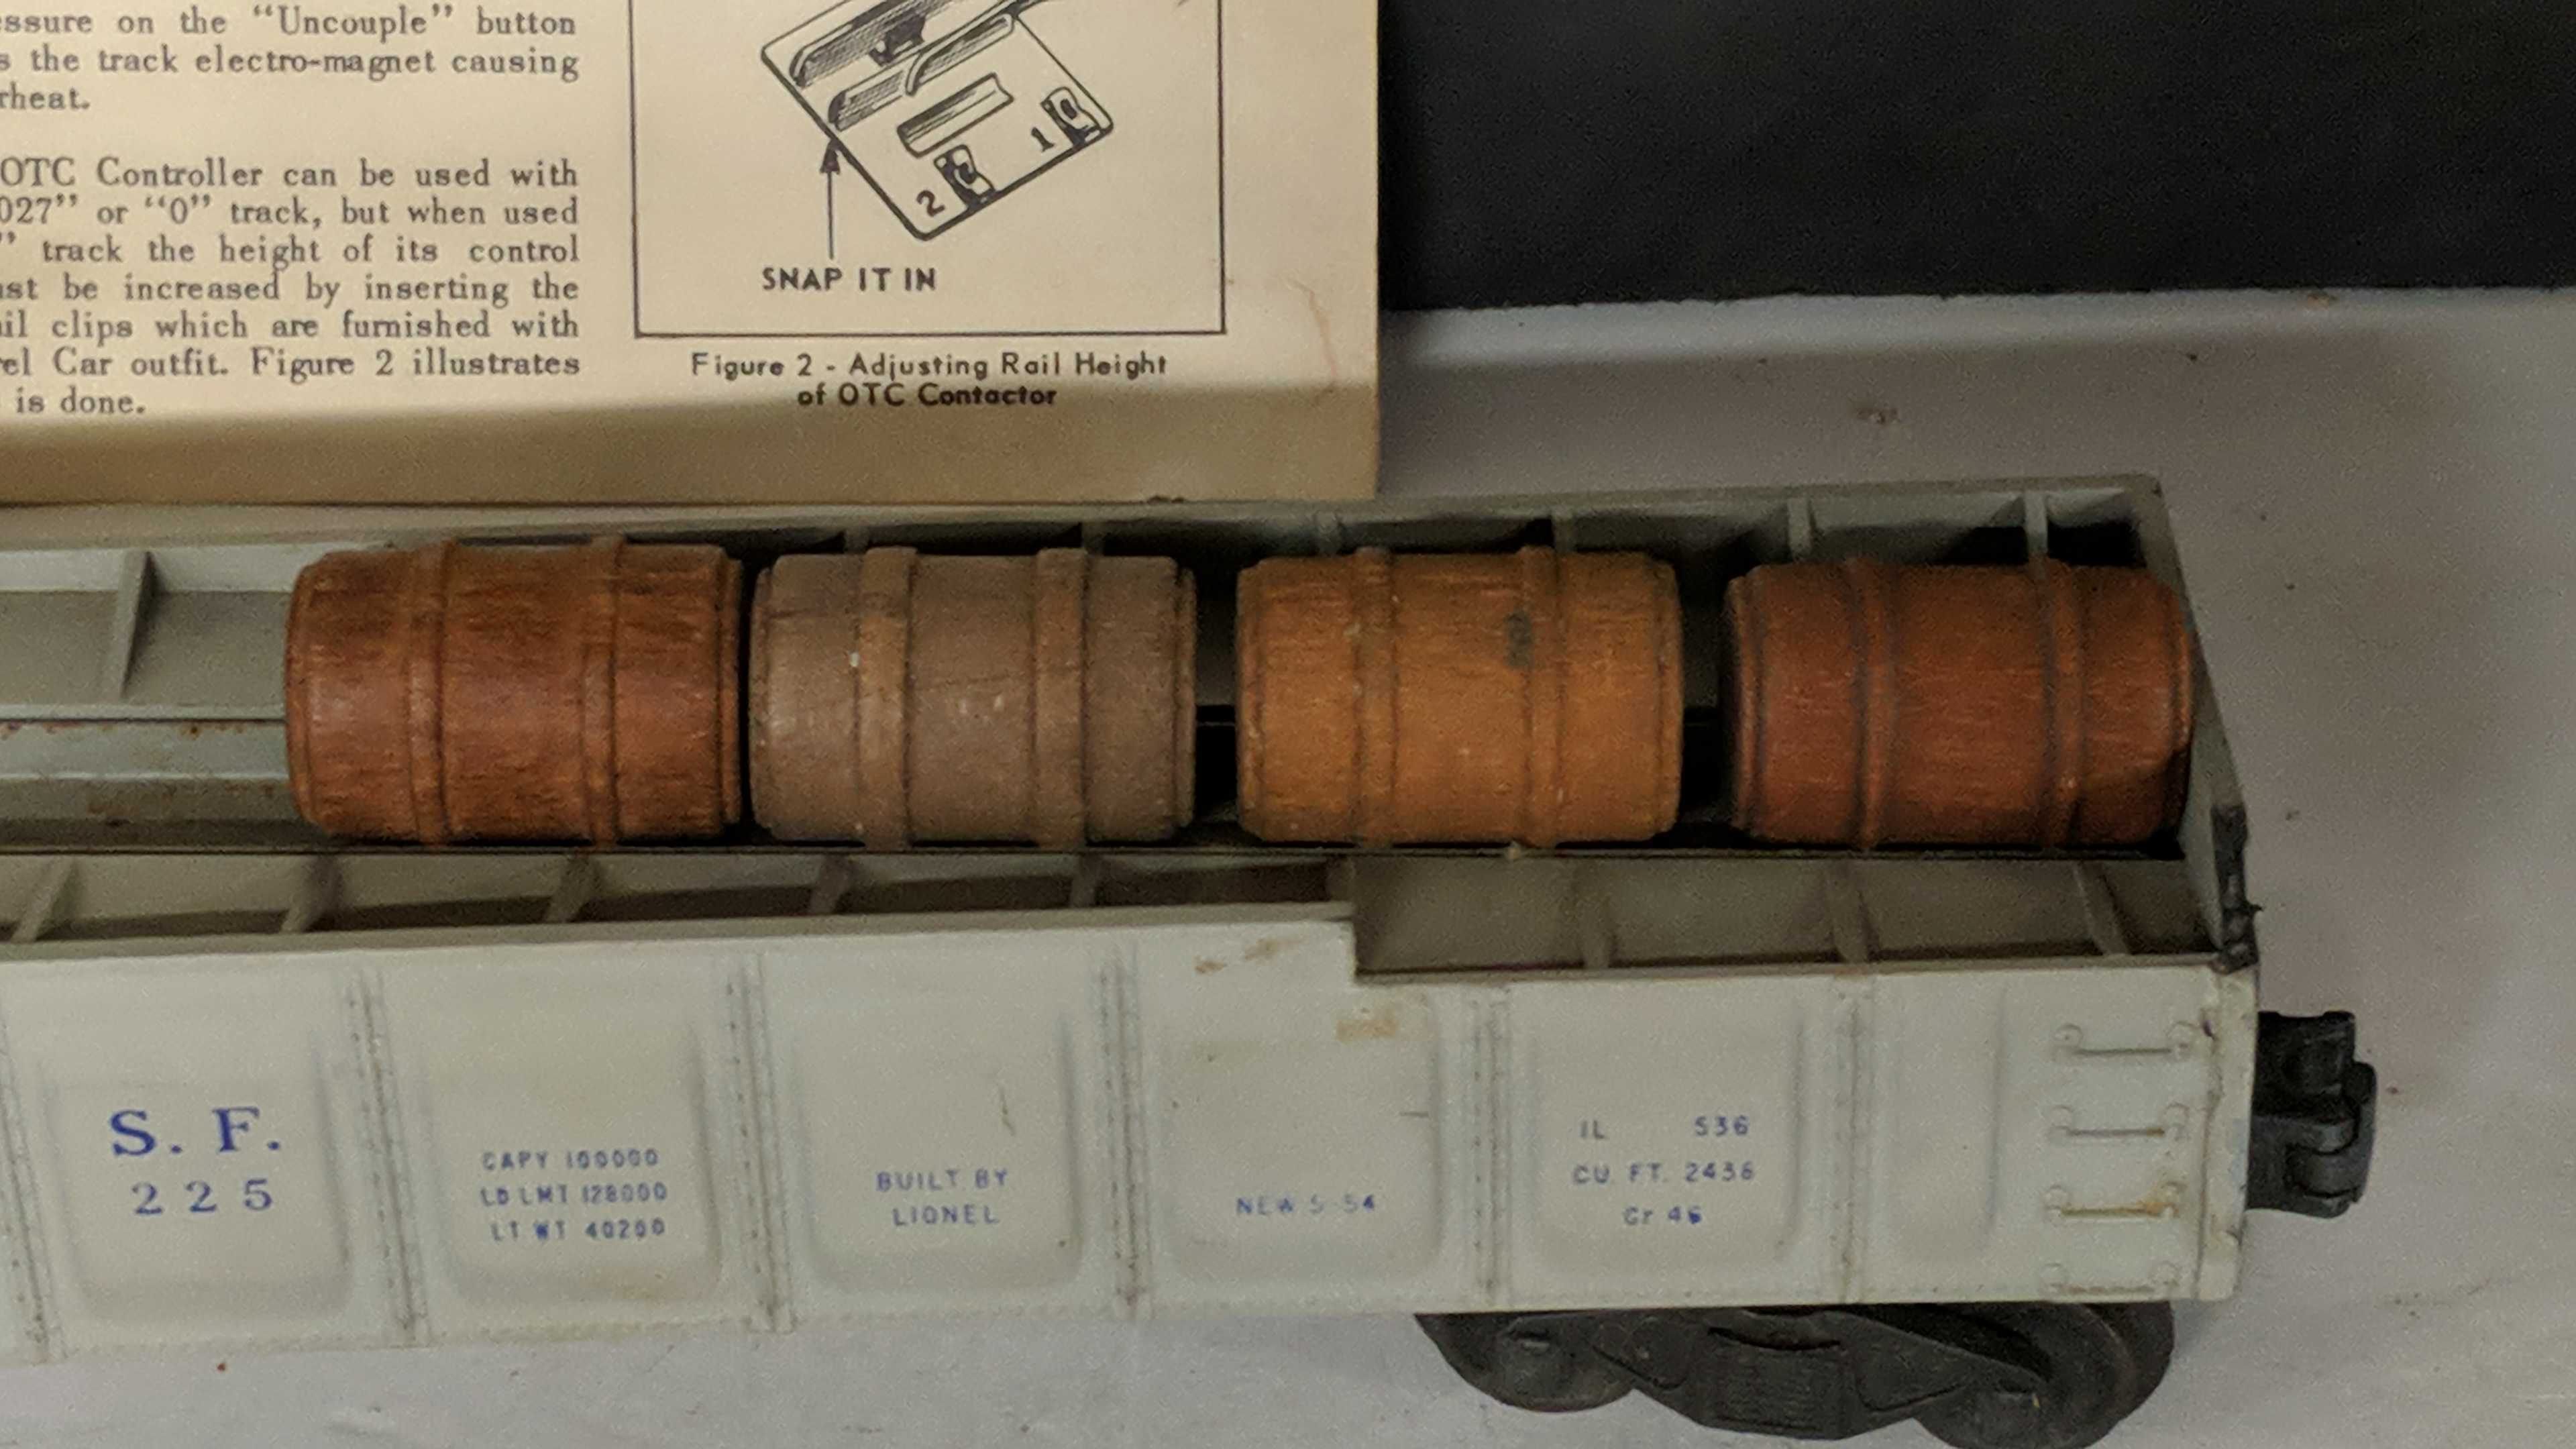 ssure on the “Uncouple” button
s the track electro-magnet causing
rheat.
OTC Controller can be used with
027” or “0” track, but when used
” track the height of its control
ust be increased by inserting the
ail clips which are furnished with
rel Car outfit. Figure 2 illustrates
is done.
1
2
SNAP IT IN
Figure 2 - Adjusting Rail Height
of OTC Contactor
S. F.
225
CAPY 100000
LD LMT 128000
LT WT 40200
BUILT BY
LIONEL
NEW 5-54
IL 536
CU. FT. 2436
Gr 46